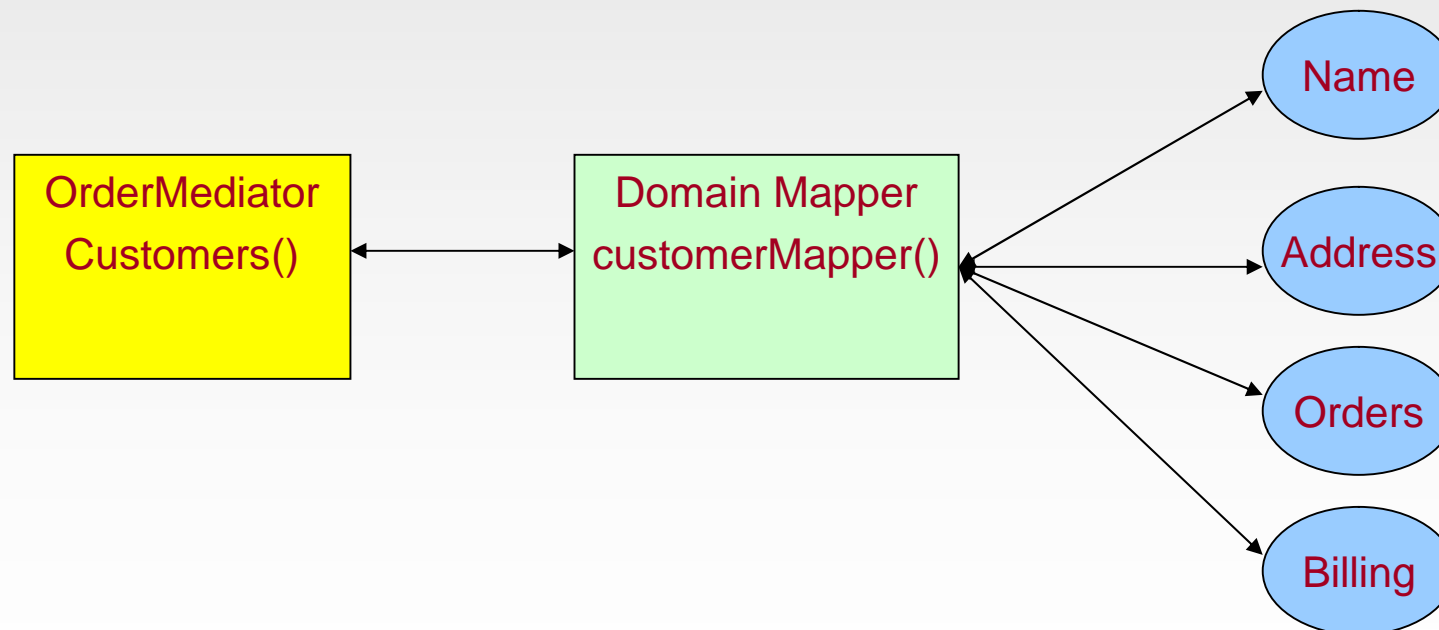 OrderMediator
Customers()
Domain Mapper
customerMapper()
Name
Address
Orders
Billing